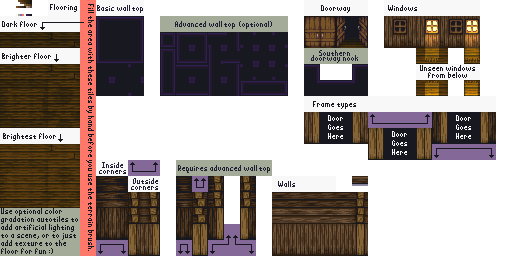 Flooring
Dark floor
Brighter floor
Brightest floor
Use optional color
gradation autotiles to
add artificial lighting
to a scene, or to just
add texture to the
floor for fun :)
Fill the area with these tiles by hand before you use the terrain brush.
Basic wall top
Advanced wall top (optional)
Doorway
Southern
doorway nook
Windows
Unseen windows
from below
Frame types
Door
Goes
Here
Door
Goes
Here
Door
Goes
Here
Inside
corners
Outside
corners
Requires advanced wall top
Walls